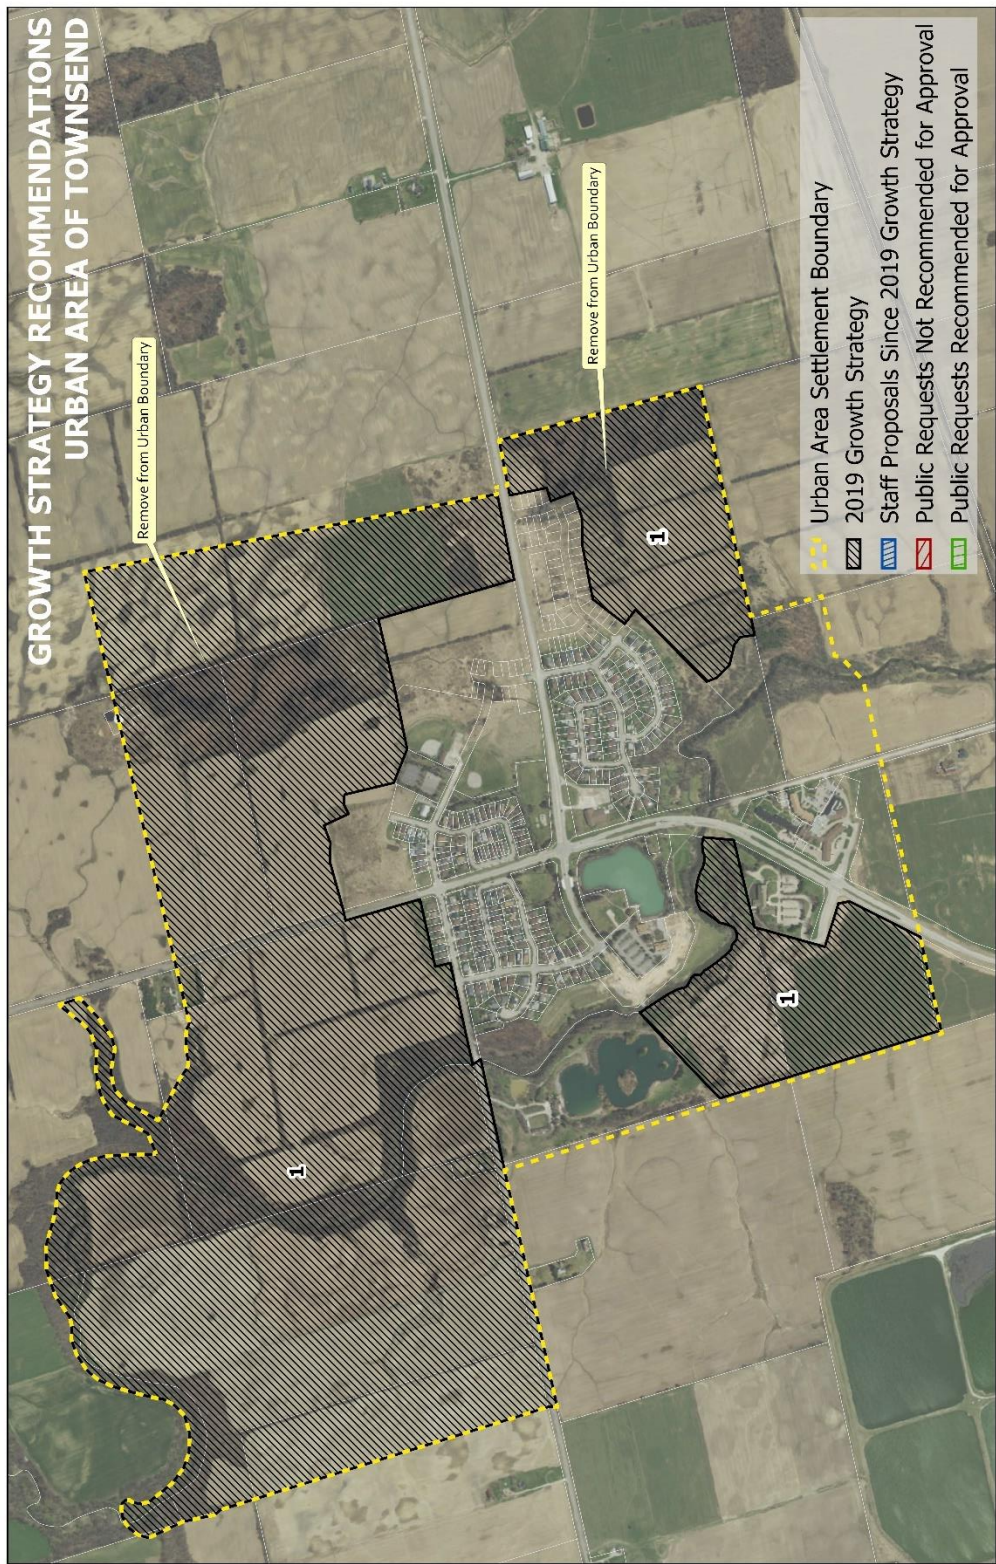 GROWTH STRATEGY RECOMMENDATIONS
URBAN AREA OF TOWNSEND
Remove from Urban Boundary
Remove from Urban Boundary
1
1
1
Urban Area Settlement Boundary
2019 Growth Strategy
Staff Proposals Since 2019 Growth Strategy
Public Requests Not Recommended for Approval
Public Requests Recommended for Approval